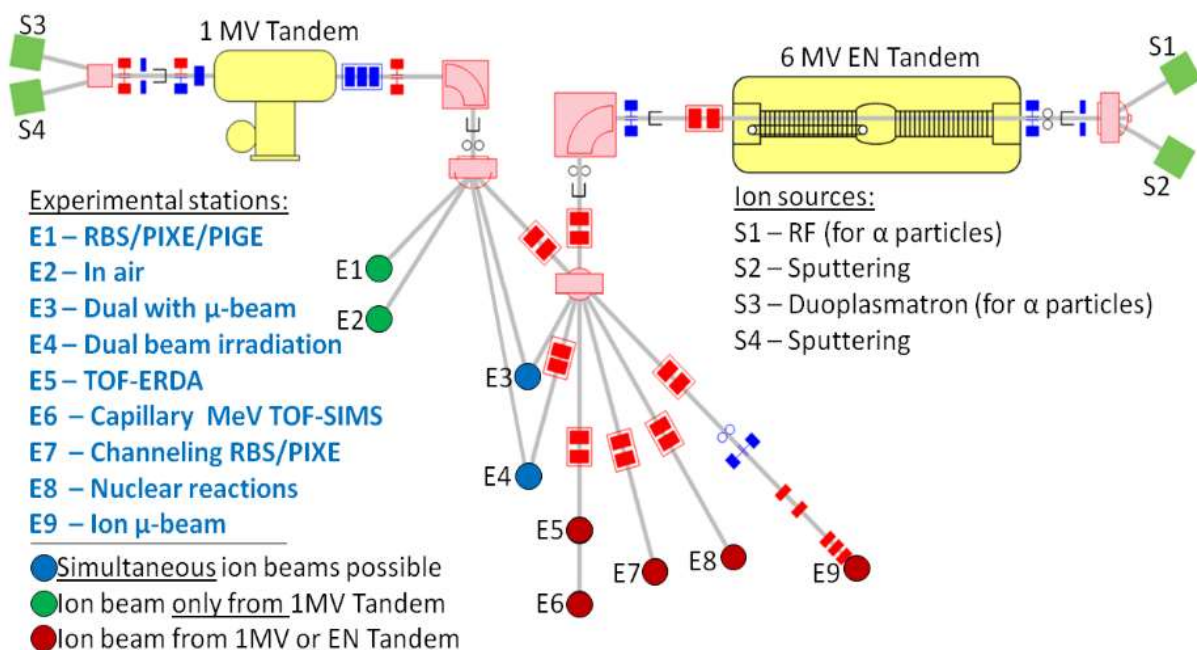 S3
S4
1 MV Tandem
6 MV EN Tandem
S1
S2
Experimental stations:
E1 – RBS/PIXE/PIGE
E2 – In air
E3 – Dual with μ-beam
E4 – Dual beam irradiation
E5 – TOF-ERDA
E6 – Capillary MeV TOF-SIMS
E7 – Channeling RBS/PIXE
E8 – Nuclear reactions
E9 – Ion μ-beam
Simultaneous ion beams possible
Ion beam only from 1MV Tandem
Ion beam from 1MV or EN Tandem
Ion sources:
S1 – RF (for α particles)
S2 – Sputtering
S3 – Duoplasmatron (for α particles)
S4 – Sputtering
E1
E2
E3
E4
E5
E6
E7
E8
E9